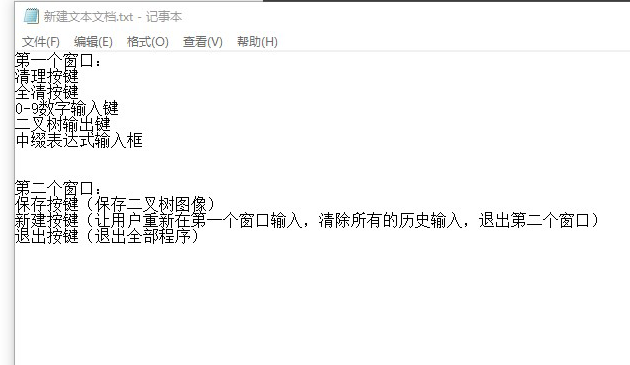 新建文本文档.txt - 记事本
文件(F) 编辑(E) 格式(O) 查看(V) 帮助(H)
第一个窗口：
清理按键
全清按键
0-9数字输入键
二叉树输出键
中缀表达式输入框
第二个窗口：
保存按键（保存二叉树图像）
新建按键（让用户重新在第一个窗口输入，清除所有的历史输入，退出第二个窗口）
退出按键（退出全部程序）